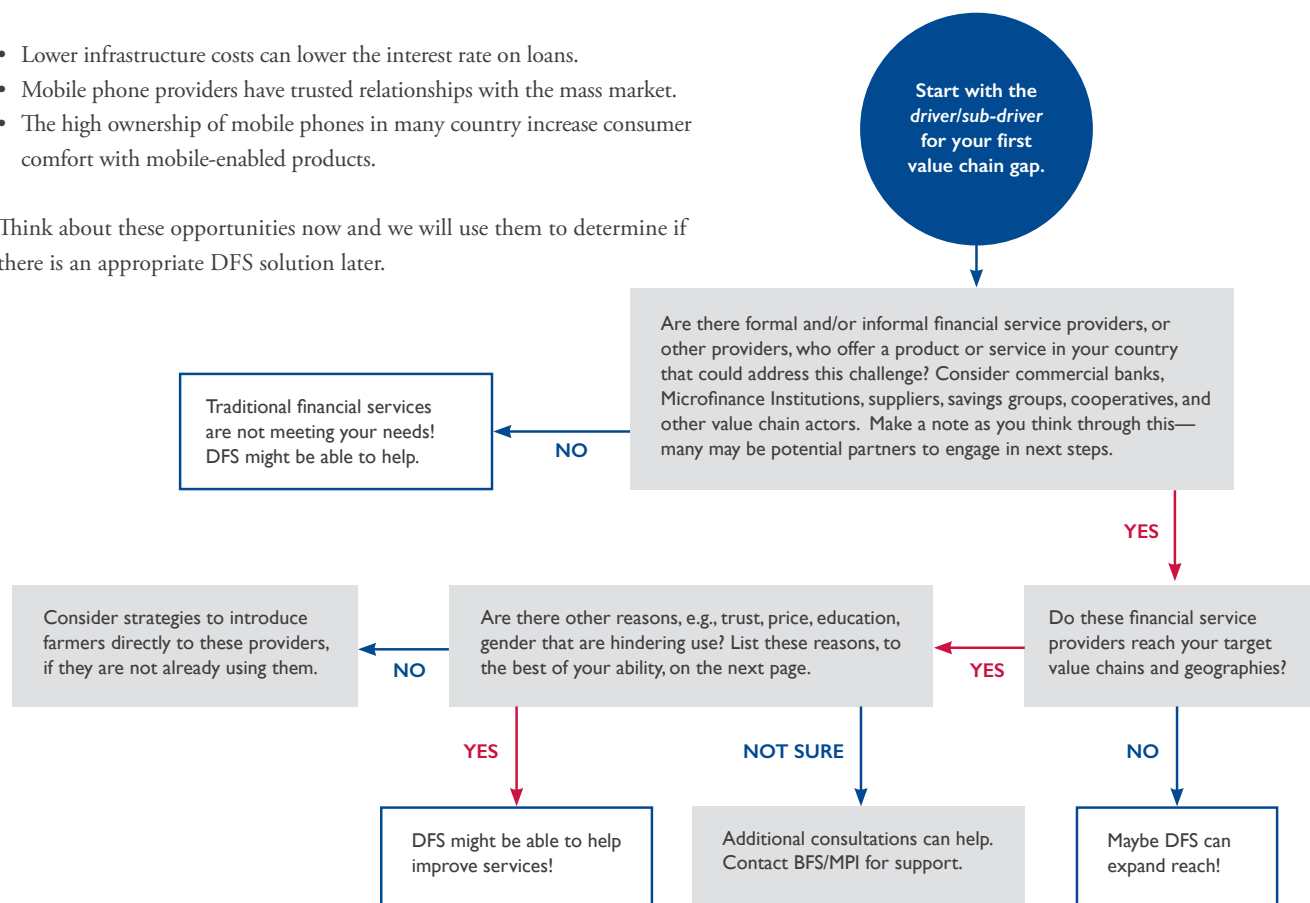 • Lower infrastructure costs can lower the interest rate on loans.
• Mobile phone providers have trusted relationships with the mass market.
• The high ownership of mobile phones in many country increase consumer
comfort with mobile-enabled products.
Think about these opportunities now and we will use them to determine if
there is an appropriate DFS solution later.
Start with the
driver/sub-driver
for your first
value chain gap.
Are there formal and/or informal financial service providers, or
other providers, who offer a product or service in your country
that could address this challenge? Consider commercial banks,
Microfinance Institutions, suppliers, savings groups, cooperatives, and
other value chain actors. Make a note as you think through this—
many may be potential partners to engage in next steps.
NO
Traditional financial services
are not meeting your needs!
DFS might be able to help.
YES
Do these financial service
providers reach your target
value chains and geographies?
YES
Are there other reasons, e.g., trust, price, education,
gender that are hindering use? List these reasons, to
the best of your ability, on the next page.
NO
Consider strategies to introduce
farmers directly to these providers,
if they are not already using them.
YES
NOT SURE
NO
DFS might be able to help
improve services!
Additional consultations can help.
Contact BFS/MPI for support.
Maybe DFS can
expand reach!